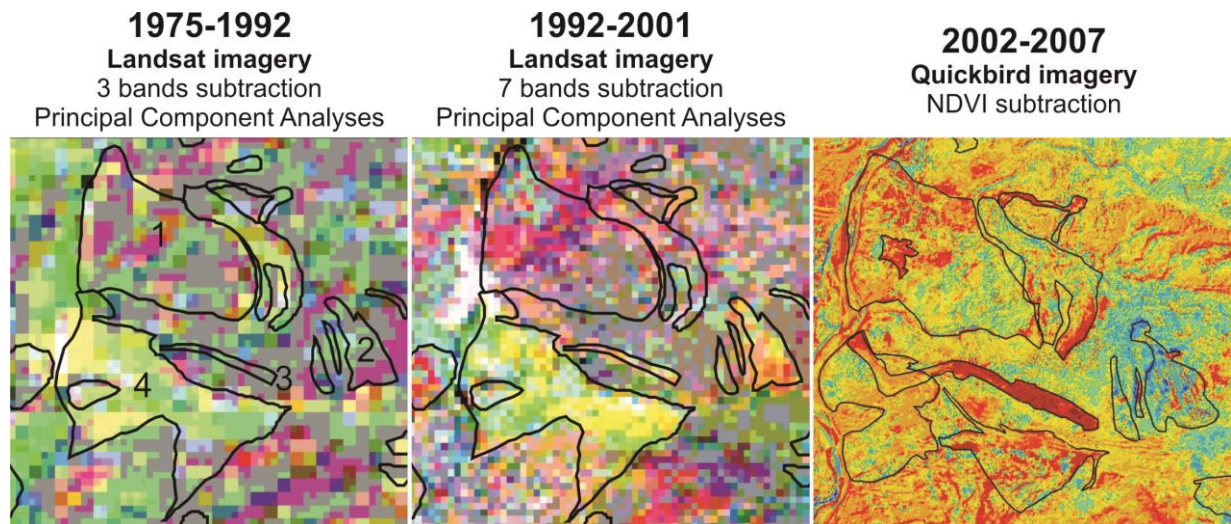 1975-1992
Landsat imagery
3 bands subtraction
Principal Component Analyses
1992-2001
Landsat imagery
7 bands subtraction
Principal Component Analyses
2002-2007
Quickbird imagery
NDVI subtraction
1
2
3
4